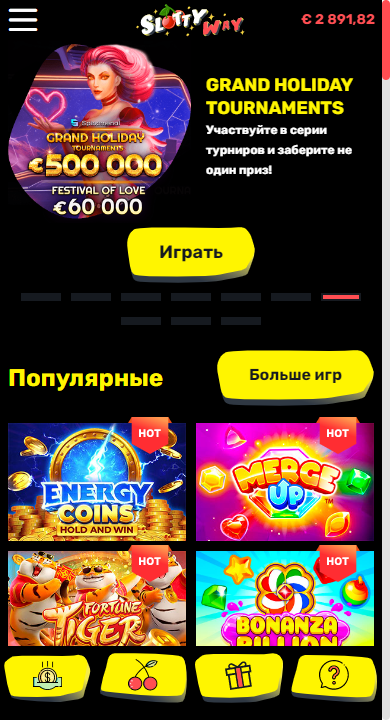 SLOTTY WAY
€ 2 891,82
Spinomenal
GRAND HOLIDAY
TOURNAMENTS
€500 000
FESTIVAL OF LOVE
€60 000
GRAND HOLIDAY
TOURNAMENTS
Участвуйте в серии
турниров и заберите не
один приз!
Играть
Популярные
Больше игр
HOT
ENERGY
COINS
HOLD AND WIN
HOT
MERGE
UP
TM
HOT
FORTUNE
TIGER
HOT
BONANZA
BILLION